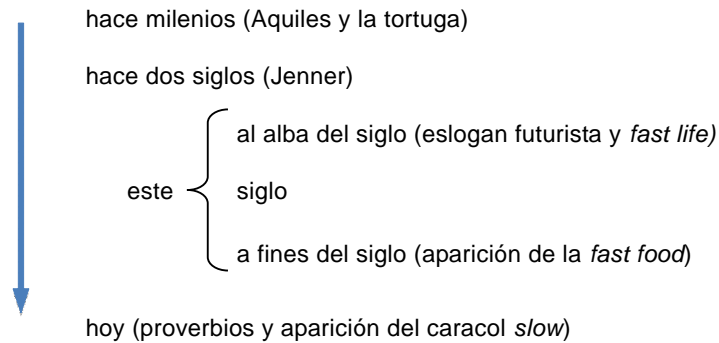 hace milenios (Aquiles y la tortuga)
hace dos siglos (Jenner)
al alba del siglo (eslogan futurista y fast life)
este
siglo
a fines del siglo (aparición de la fast food)
hoy (proverbios y aparición del caracol slow)